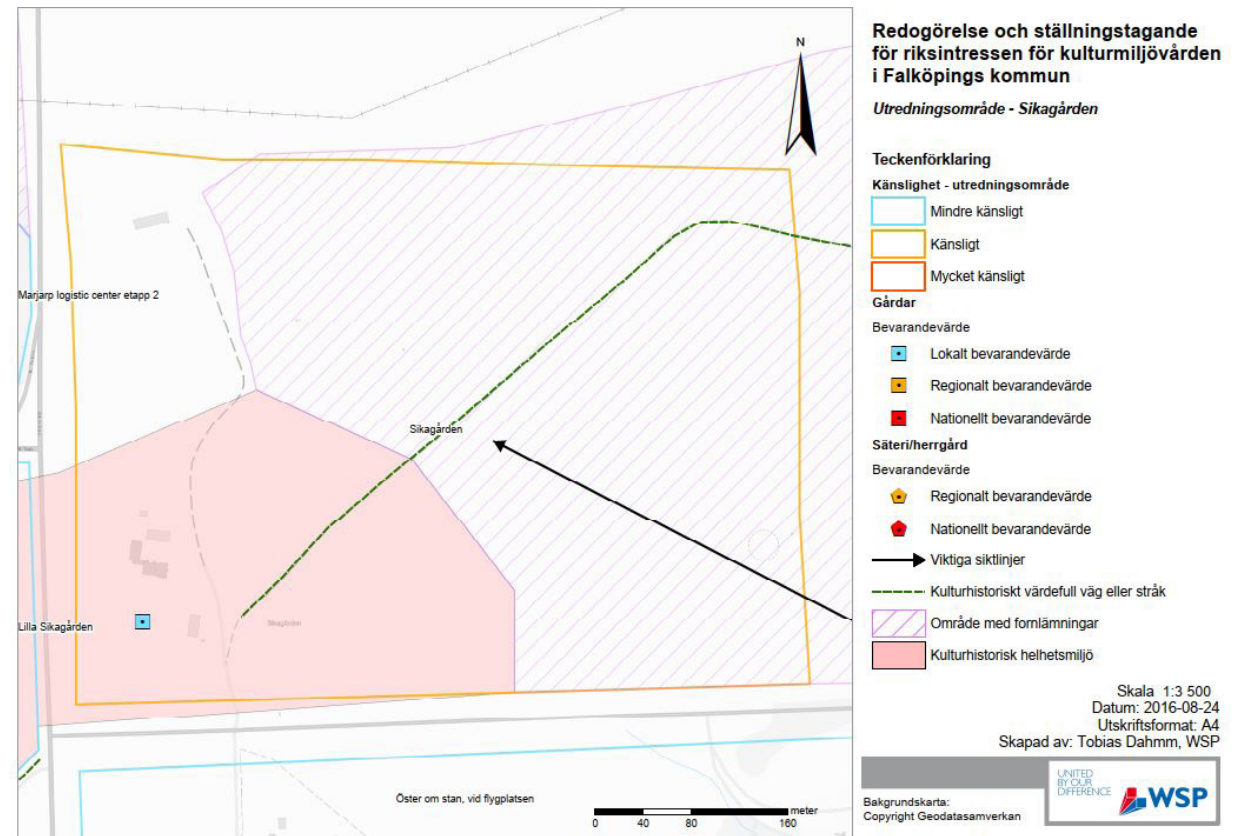 N
Marjarp logistic center etapp 2
Sikagården
Lilla Sikagården
Sikagården
Öster om stan, vid flygplatsen
meter
0 40 80 160
Redogörelse och ställningstagande
för riksintressen för kulturmiljövården
i Falköpings kommun
Utredningsområde - Sikagården
Teckenförklaring
Känslighet - utredningsområde
Mindre känsligt
Känsligt
Mycket känsligt
Gårdar
Bevarandevärde
Lokalt bevarandevärde
Regionalt bevarandevärde
Nationellt bevarandevärde
Säteri/herrgård
Bevarandevärde
Regionalt bevarandevärde
Nationellt bevarandevärde
Viktiga siktlinjer
Kulturhistoriskt värdefull väg eller stråk
Område med fornlämningar
Kulturhistorisk helhetsmiljö
Skala 1:3 500
Datum: 2016-08-24
Utskriftsformat: A4
Skapad av: Tobias Dahmm, WSP
Bakgrundskarta:
Copyright Geodatasamverkan
UNITED
BY OUR
DIFFERENCE
WSP